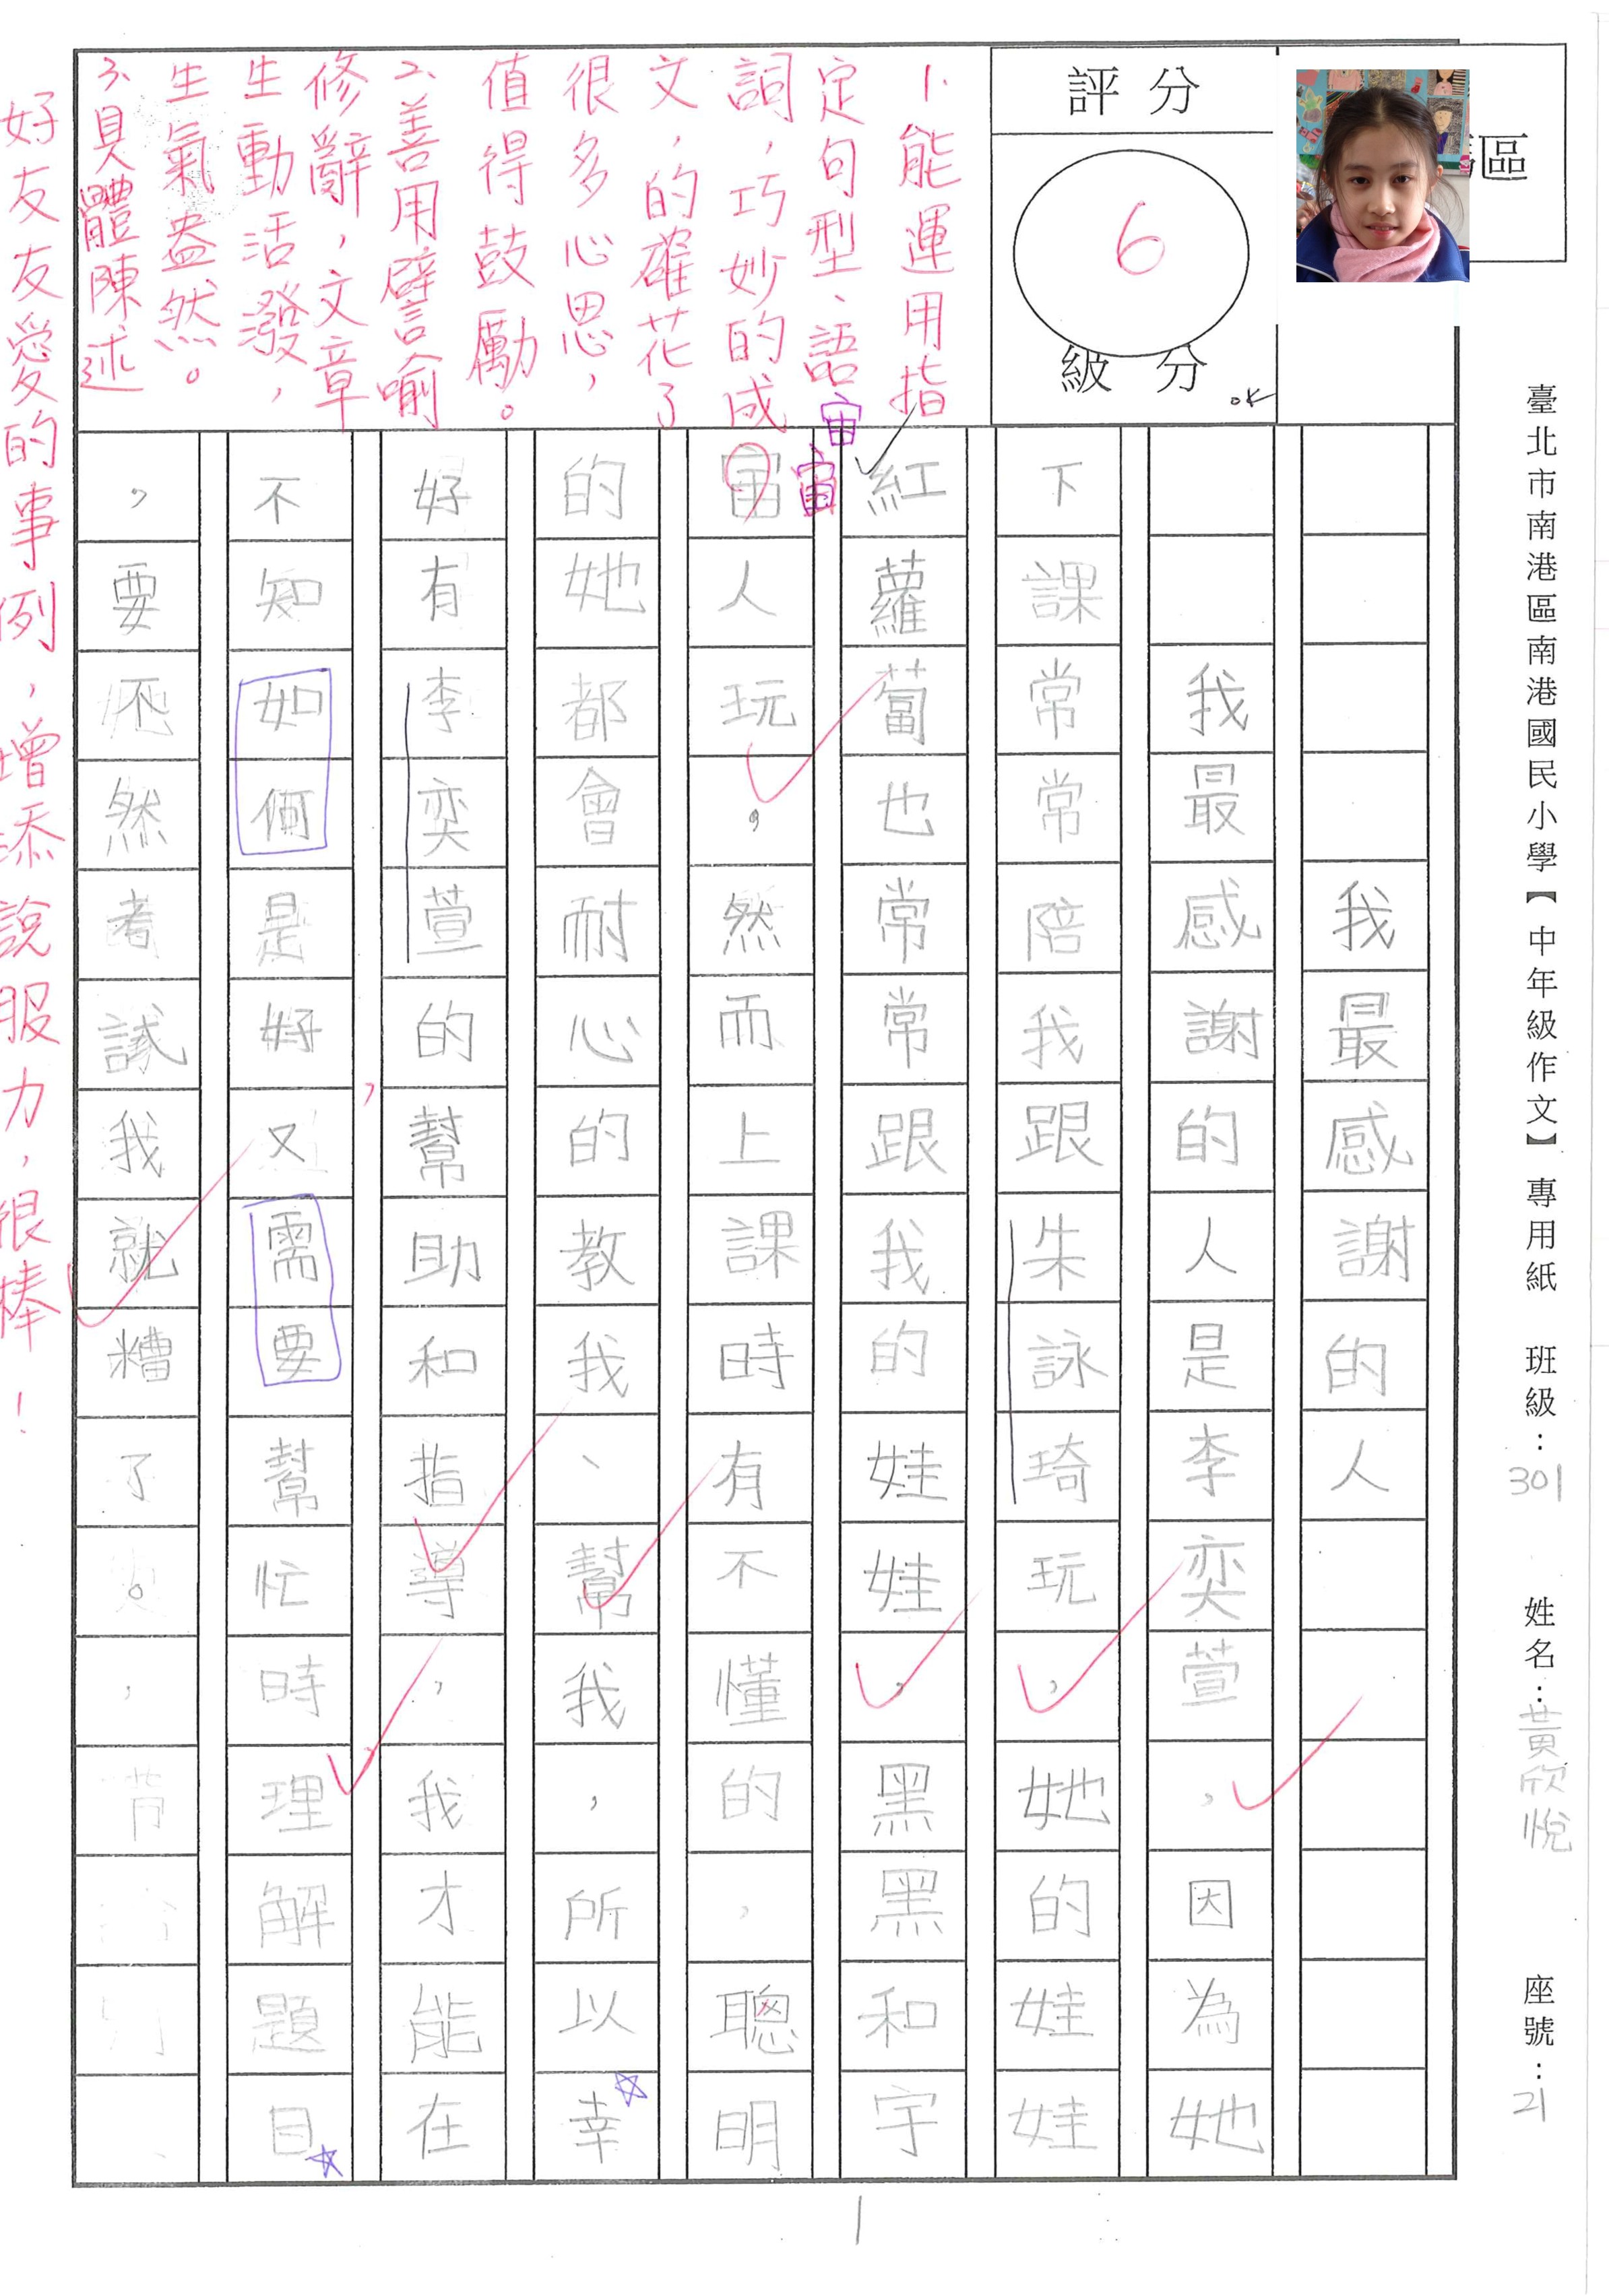 臺北市南港區南港國民小學【中年級作文】專用紙 班級:301 姓名:黃欣悅 座號:21
區
評分
6
級分
OK
我最感謝的人
我最感謝的人是李奕萱,因為她
下課常常陪我跟朱詠琦玩,她的娃娃
紅蘿蔔也常常跟我的娃娃黑黑和宇
宙人玩。然而上課時有不懂的,聰明
的她都會耐心的教我、幫我,所以幸
好有李奕萱的幫助和指導,我才能在
不知如何是好,又需要幫忙時理解題目
,要不然考試我就糟了。
宙
宙
1.能運用指
定句型、語
詞,巧妙的成
文,的確花了
很多心思,
值得鼓勵。
2.善用譬喻
修辭,文章
生動活潑,
生氣盎然。
3.具體陳述
好友友愛的事例,增添說服力,很棒!
1